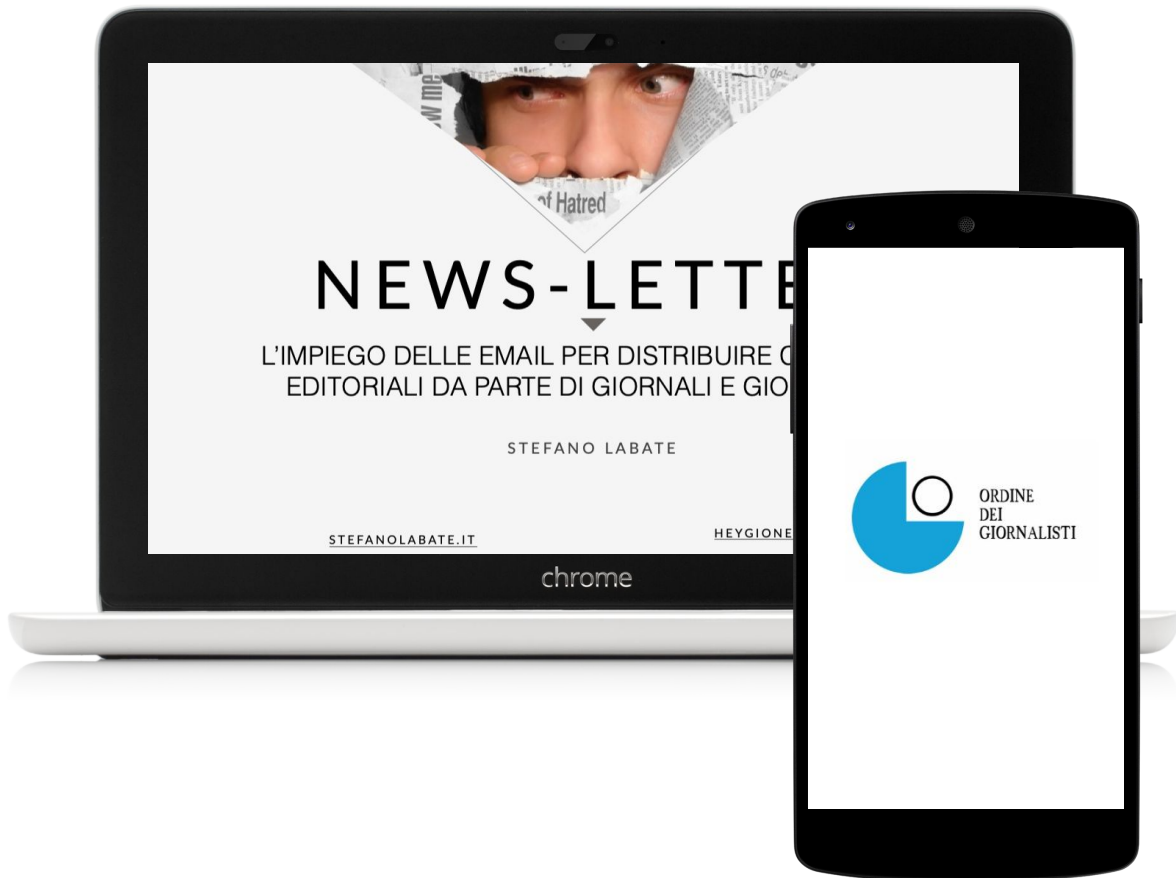 of Hatred
NEWS-LETTE
L'IMPIEGO DELLE EMAIL PER DISTRIBUIRE
EDITORIALI DA PARTE DI GIORNALI E GIO
STEFANO LABATE
STEFANOLABATE.IT
HEYGIONE
chrome
ORDINE
DEI
GIORNALISTI